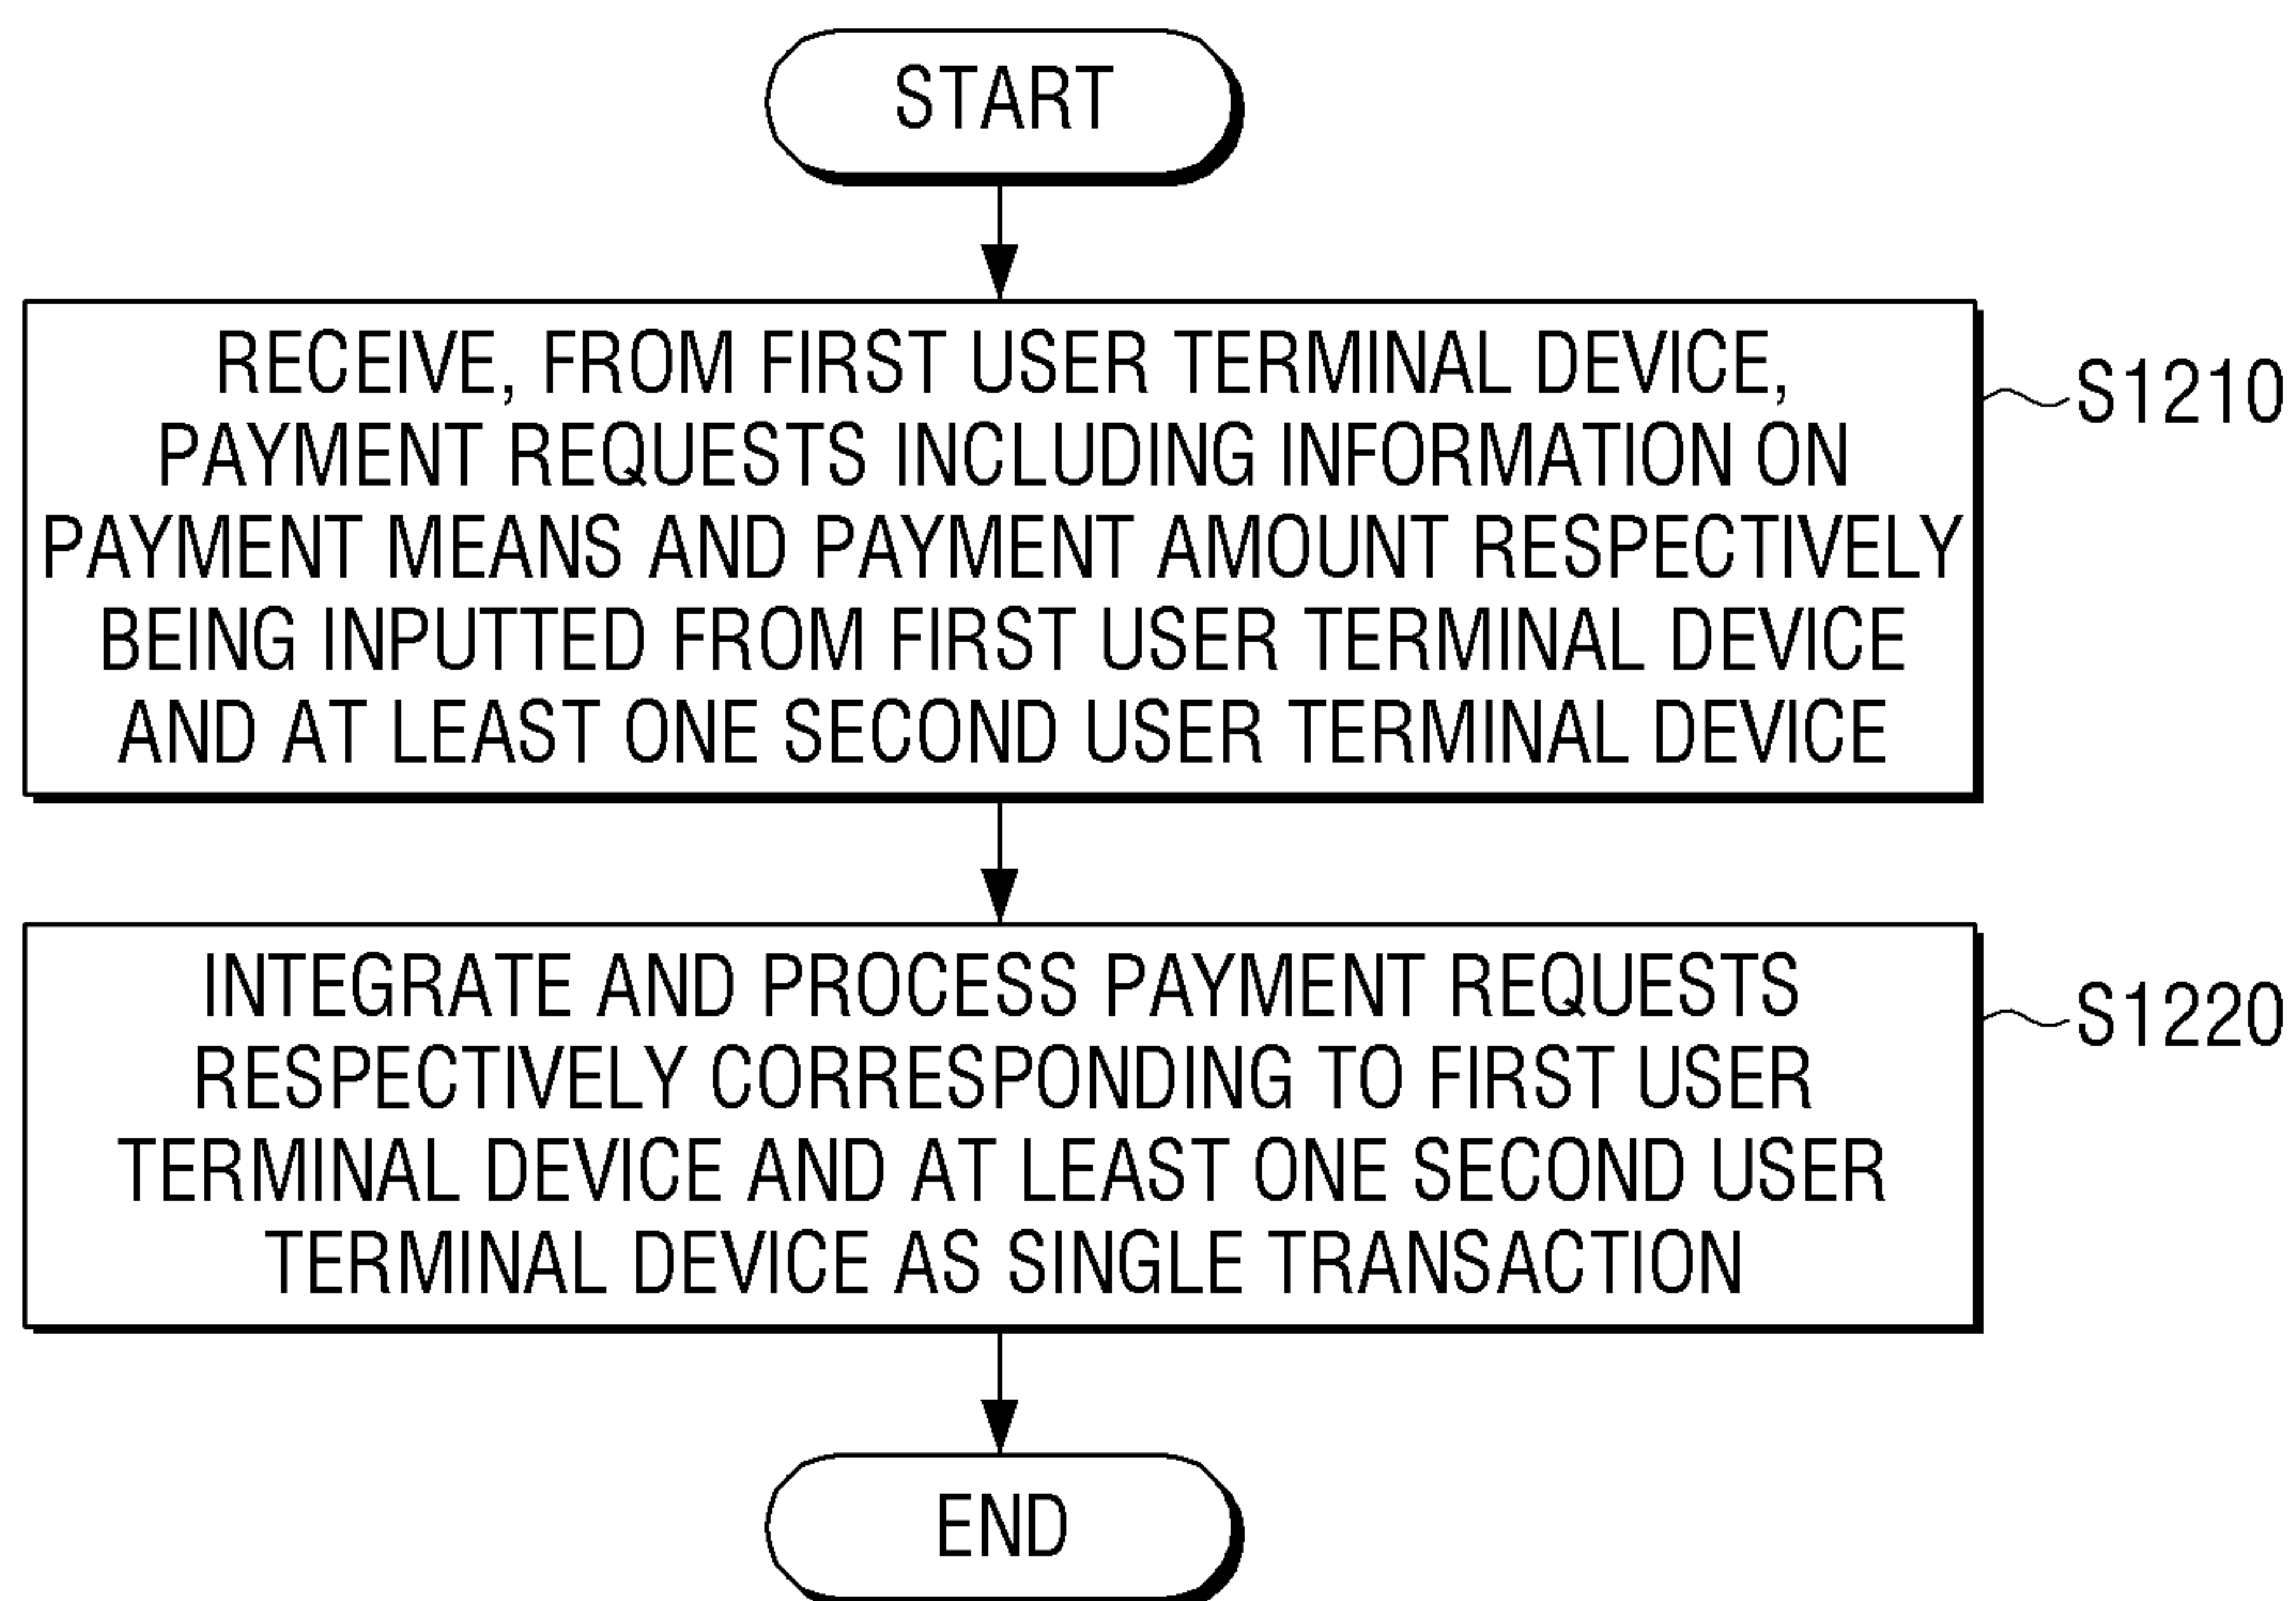 START
RECEIVE, FROM FIRST USER TERMINAL DEVICE,
PAYMENT REQUESTS INCLUDING INFORMATION ON
PAYMENT MEANS AND PAYMENT AMOUNT RESPECTIVELY
BEING INPUTTED FROM FIRST USER TERMINAL DEVICE
AND AT LEAST ONE SECOND USER TERMINAL DEVICE
S1210
INTEGRATE AND PROCESS PAYMENT REQUESTS
RESPECTIVELY CORRESPONDING TO FIRST USER
TERMINAL DEVICE AND AT LEAST ONE SECOND USER
TERMINAL DEVICE AS SINGLE TRANSACTION
S1220
END